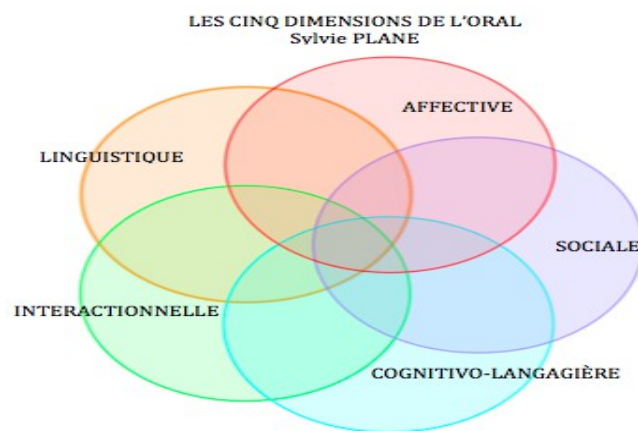 LES CINQ DIMENSIONS DE L'ORAL
Sylvie PLANE
AFFECTIVE
LINGUISTIQUE
SOCIALE
INTERACTIONNELLE
COGNITIVO-LANGAGIÈRE